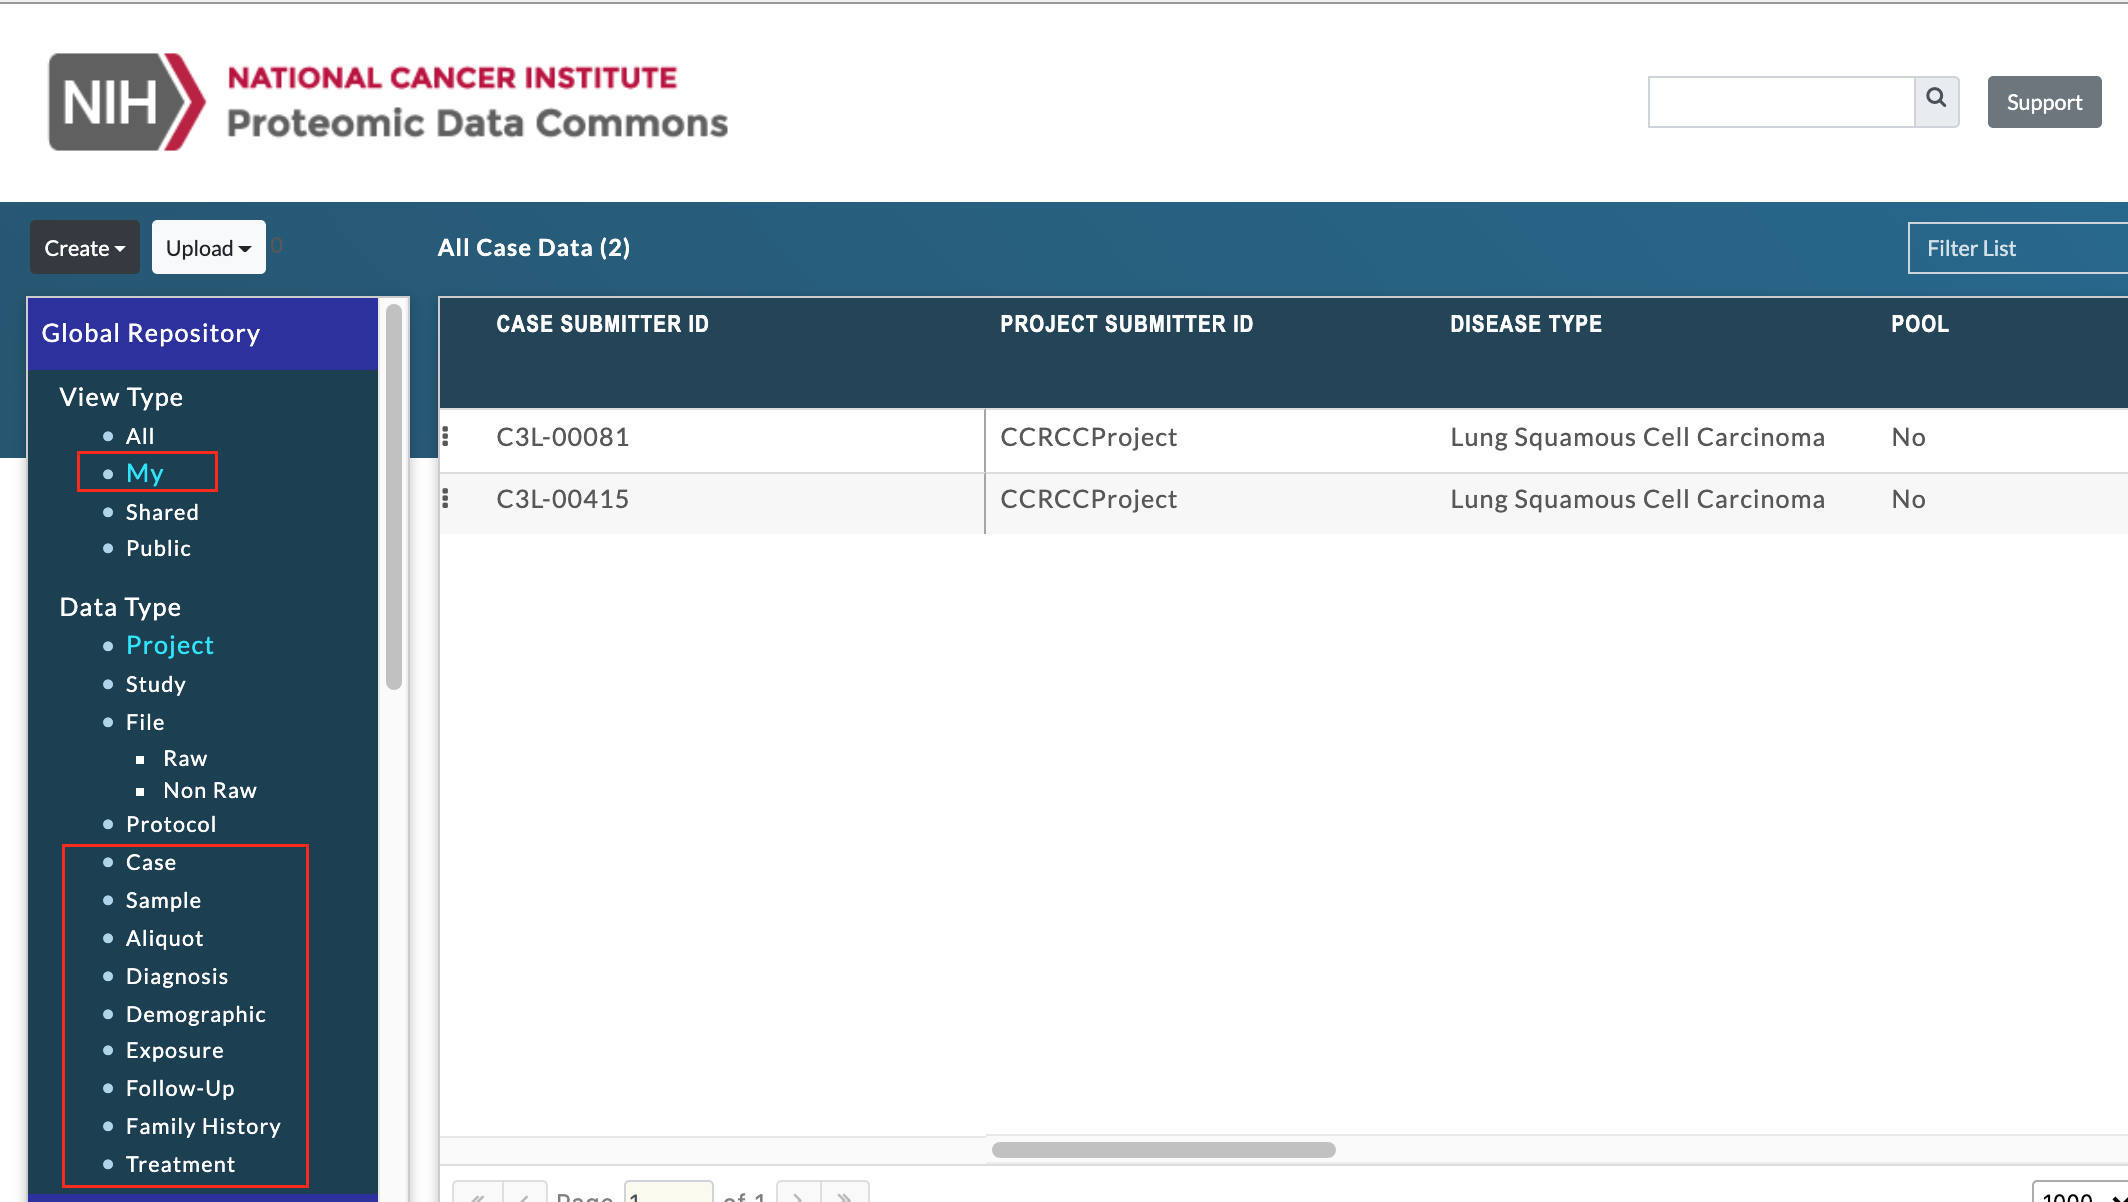 NIH NATIONAL CANCER INSTITUTE
Proteomic Data Commons
Support
Create Upload 0 All Case Data (2) Filter List
Global Repository
View Type
All
My
Shared
Public
Data Type
Project
Study
File
Raw
Non Raw
Protocol
Case
Sample
Aliquot
Diagnosis
Demographic
Exposure
Follow-Up
Family History
Treatment
CASE SUBMITTER ID PROJECT SUBMITTER ID DISEASE TYPE POOL
C3L-00081 CCRCCProject Lung Squamous Cell Carcinoma No
C3L-00415 CCRCCProject Lung Squamous Cell Carcinoma No
« ‹ Page 1 of 1 › » 1000